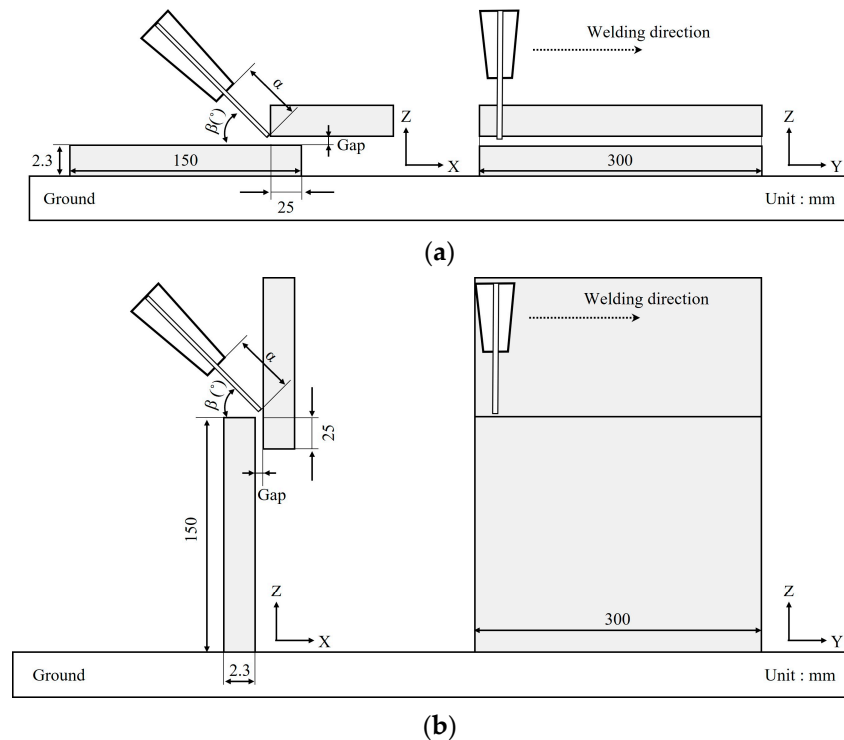 α
β(°)
Welding direction
Z
X
Gap
2.3
150
25
Z
Y
300
Ground
Unit : mm
(a)
α
β (°)
Welding direction
25
Gap
150
Z
X
2.3
Z
Y
300
Ground
Unit : mm
(b)